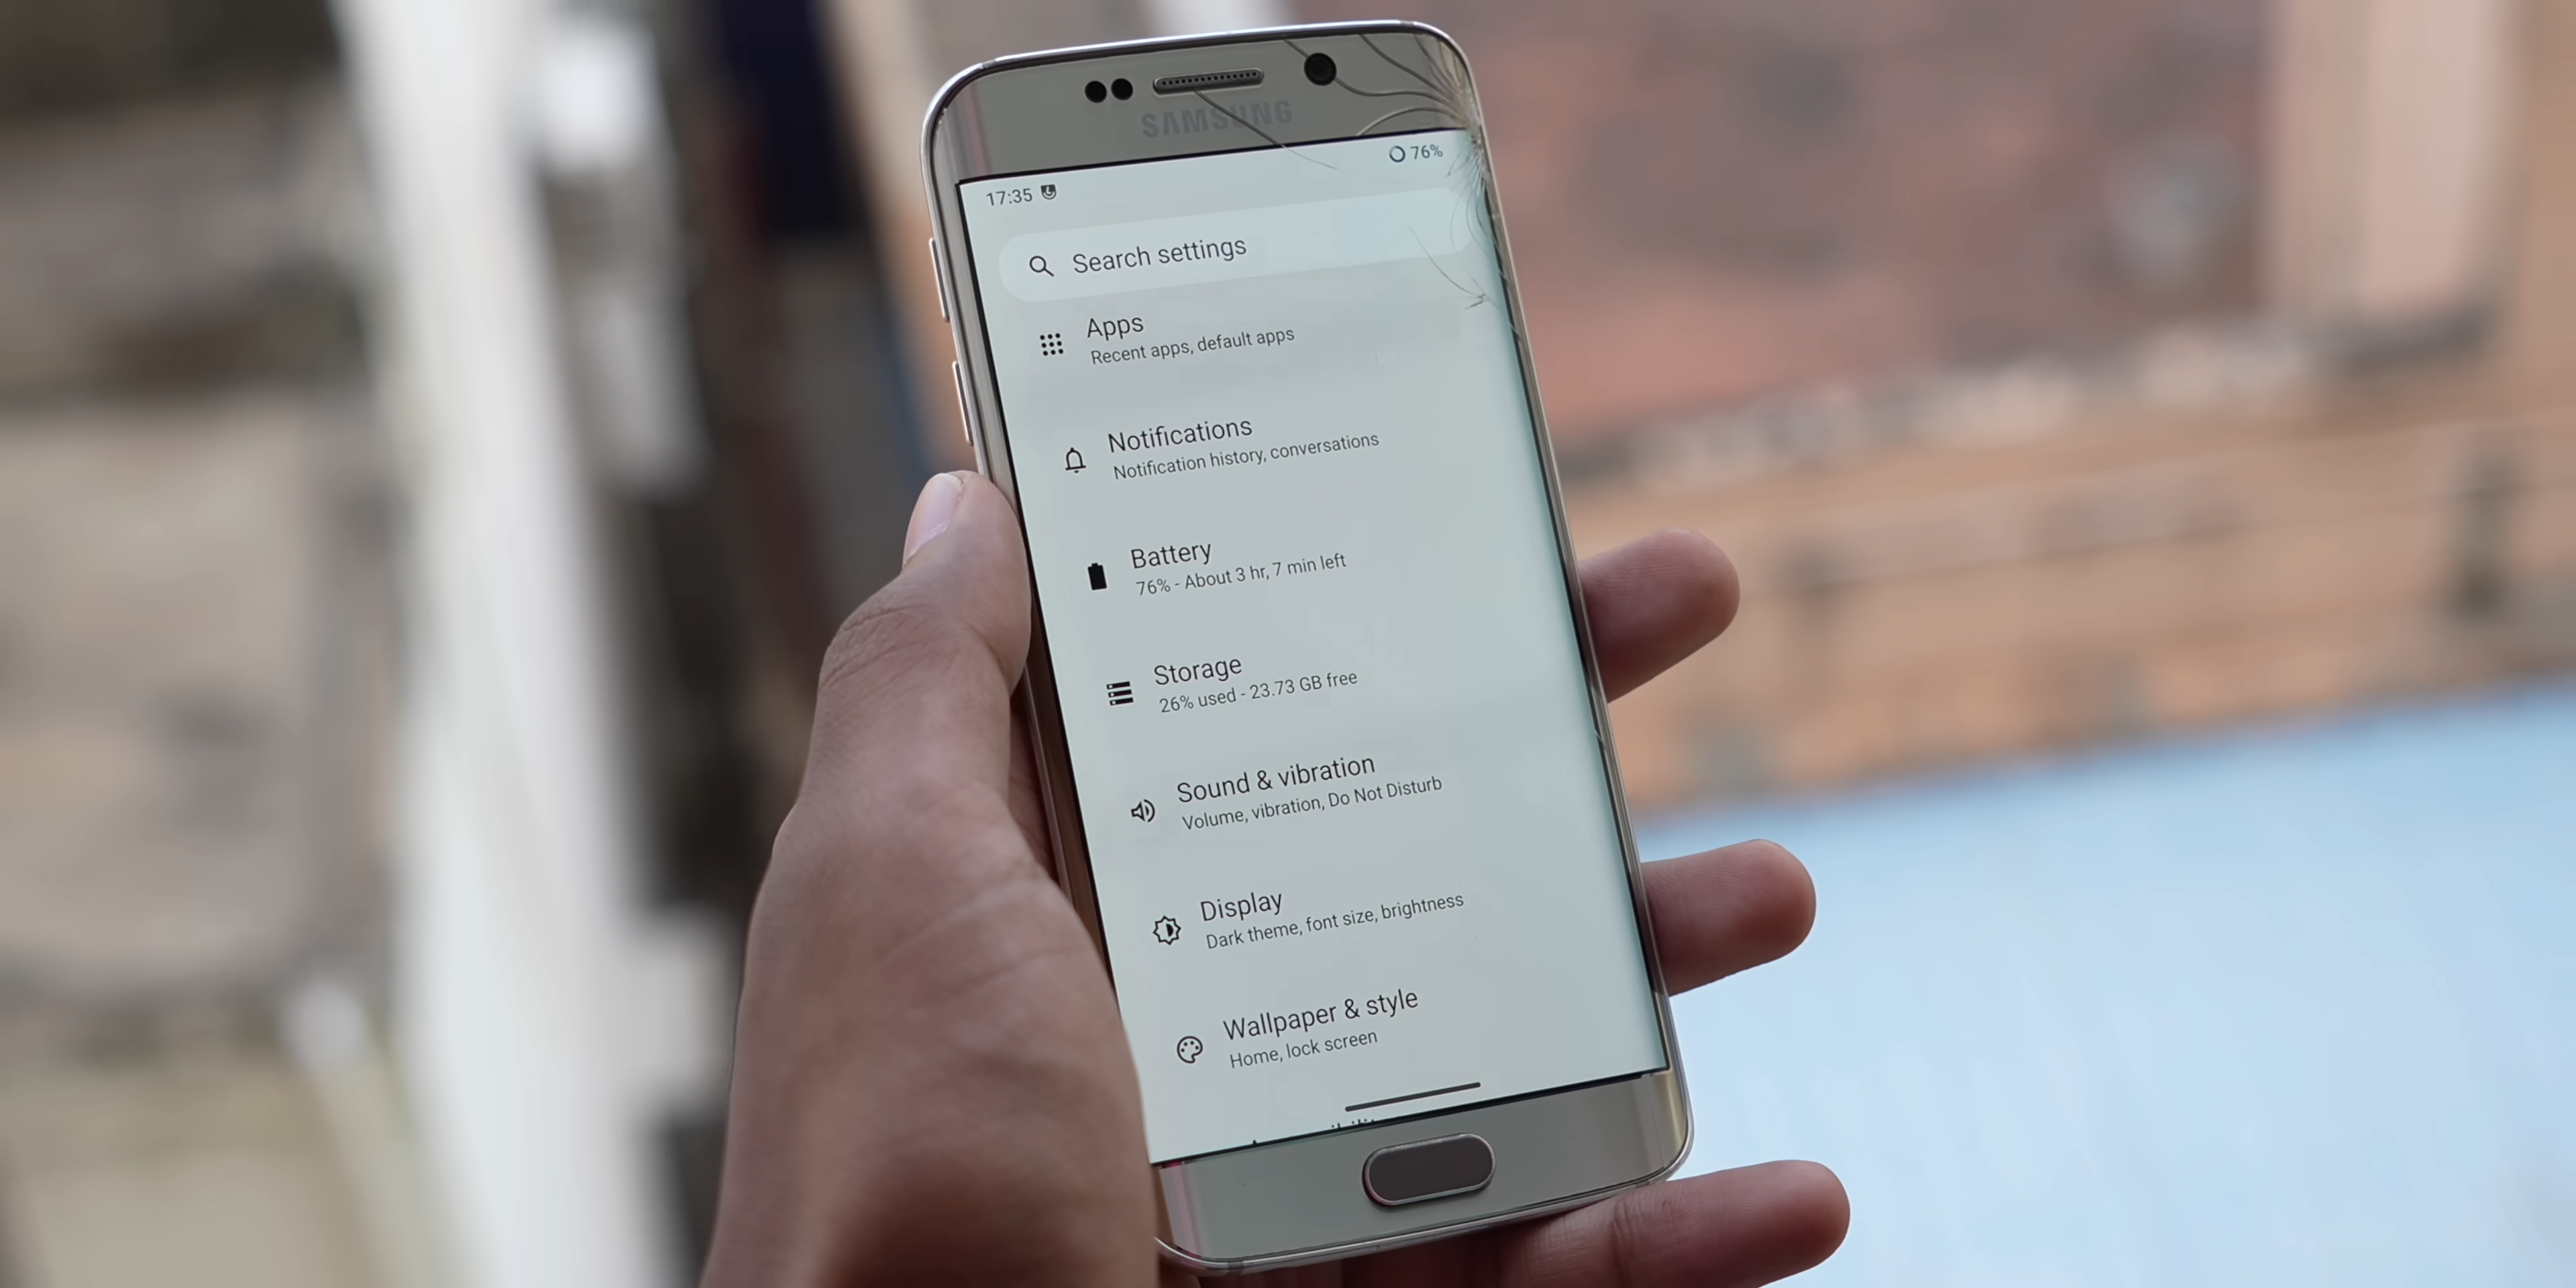 SAMSUNG
17:35 76%
Search settings
Apps
Recent apps, default apps
Notifications
Notification history, conversations
Battery
76% - About 3 hr, 7 min left
Storage
26% used - 23.73 GB free
Sound & vibration
Volume, vibration, Do Not Disturb
Display
Dark theme, font size, brightness
Wallpaper & style
Home, lock screen